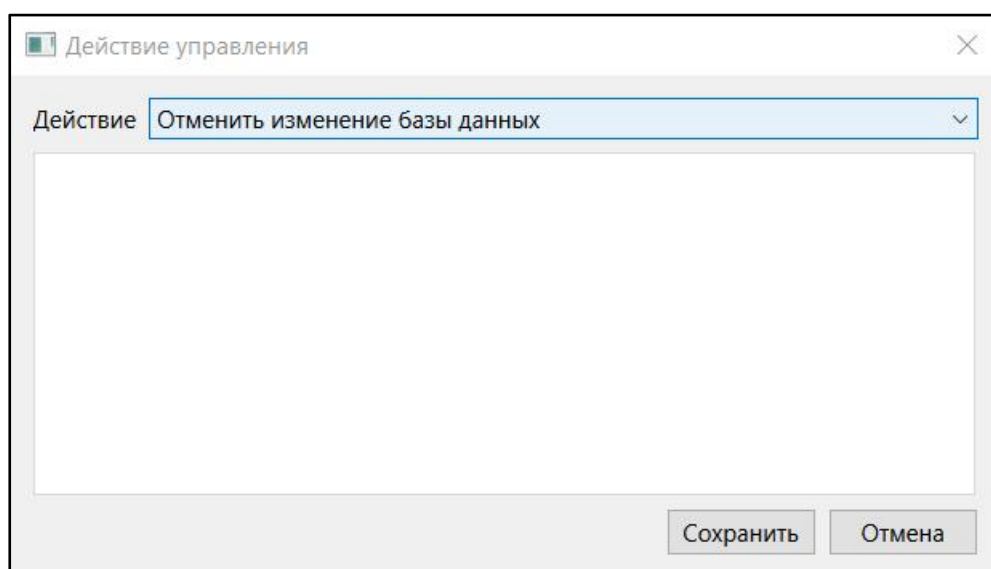 Действие управления
Действие Отменить изменение базы данных
Сохранить Отмена